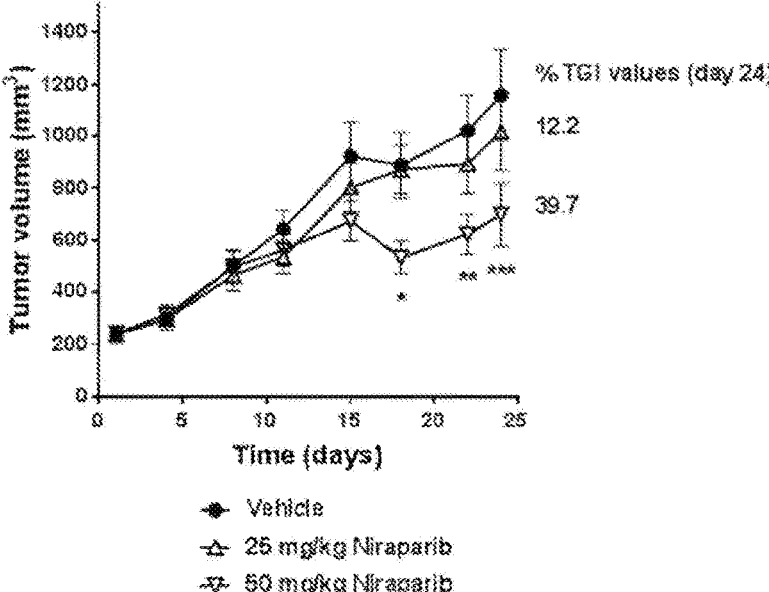 1400
1200
1000
800
600
400
200
0
Tumor volume (mm³)
% TGI values (day 24)
12.2
39.7
*
**
***
0 5 10 15 20 25
Time (days)
Vehicle
25 mg/kg Niraparib
50 mg/kg Niraparib